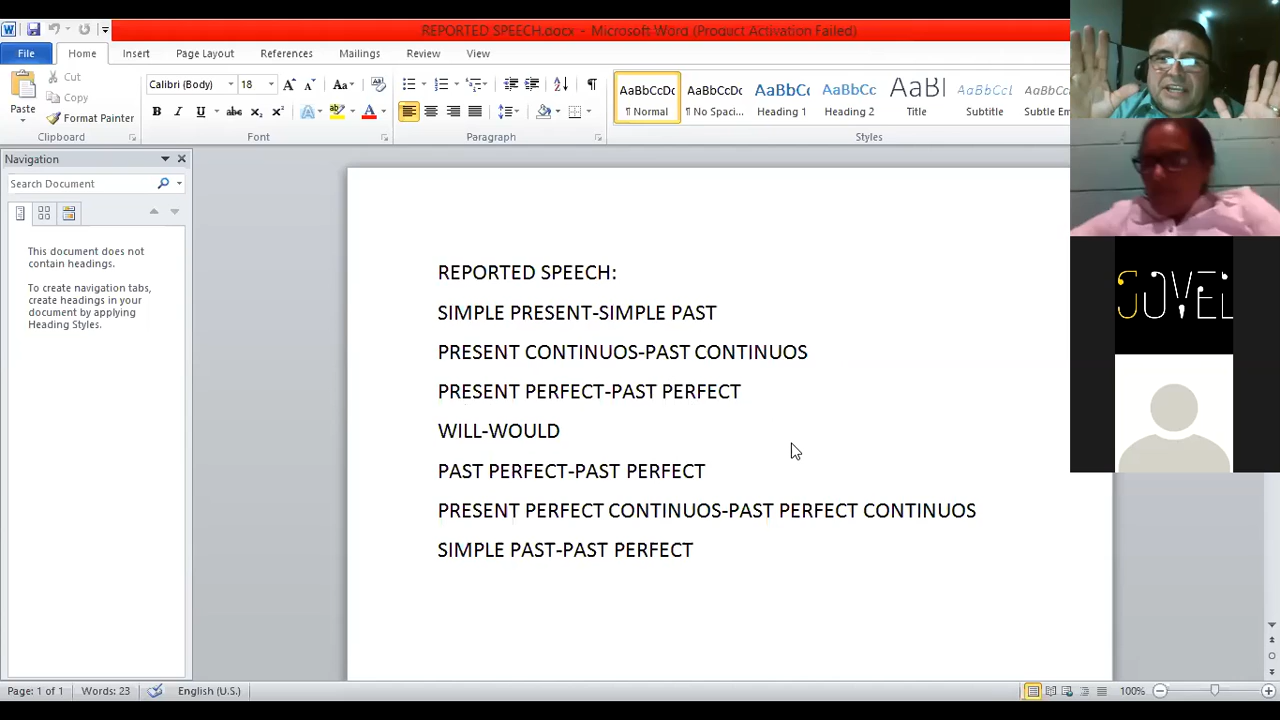 REPORTED SPEECH.docx - Microsoft Word (Product Activation Failed)
File Home Insert Page Layout References Mailings Review View
Paste
Cut
Copy
Format Painter
Clipboard
Calibri (Body) 18
Font
Paragraph
AaBbCcDc AaBbCcDc AaBbCc AaBbCc AaBl AaBbCcL AaBbCc
¶ Normal ¶ No Spaci... Heading 1 Heading 2 Title Subtitle Subtle Em
Styles
Navigation
Search Document
This document does not
contain headings.
To create navigation tabs,
create headings in your
document by applying
Heading Styles.
REPORTED SPEECH:
SIMPLE PRESENT-SIMPLE PAST
PRESENT CONTINUOS-PAST CONTINUOS
PRESENT PERFECT-PAST PERFECT
WILL-WOULD
PAST PERFECT-PAST PERFECT
PRESENT PERFECT CONTINUOS-PAST PERFECT CONTINUOS
SIMPLE PAST-PAST PERFECT
Page: 1 of 1 Words: 23 English (U.S.) 100%